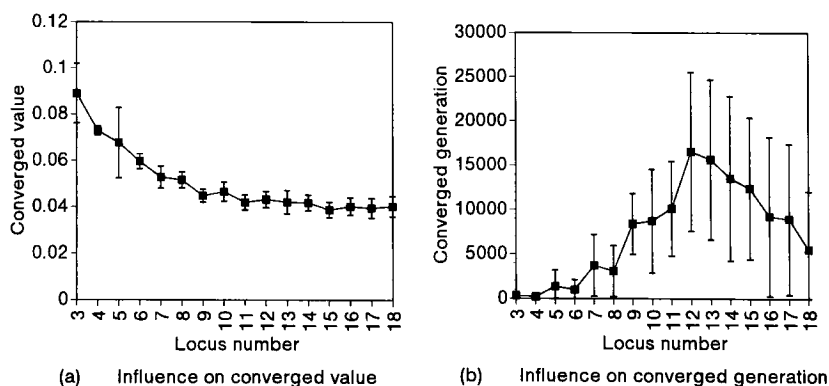 0.12
0.1
0.08
0.06
0.04
0.02
0
Converged value
3 4 5 6 7 8 9 10 11 12 13 14 15 16 17 18
Locus number
(a) Influence on converged value
30000
25000
20000
15000
10000
5000
0
Converged generation
3 4 5 6 7 8 9 10 11 12 13 14 15 16 17 18
Locus number
(b) Influence on converged generation